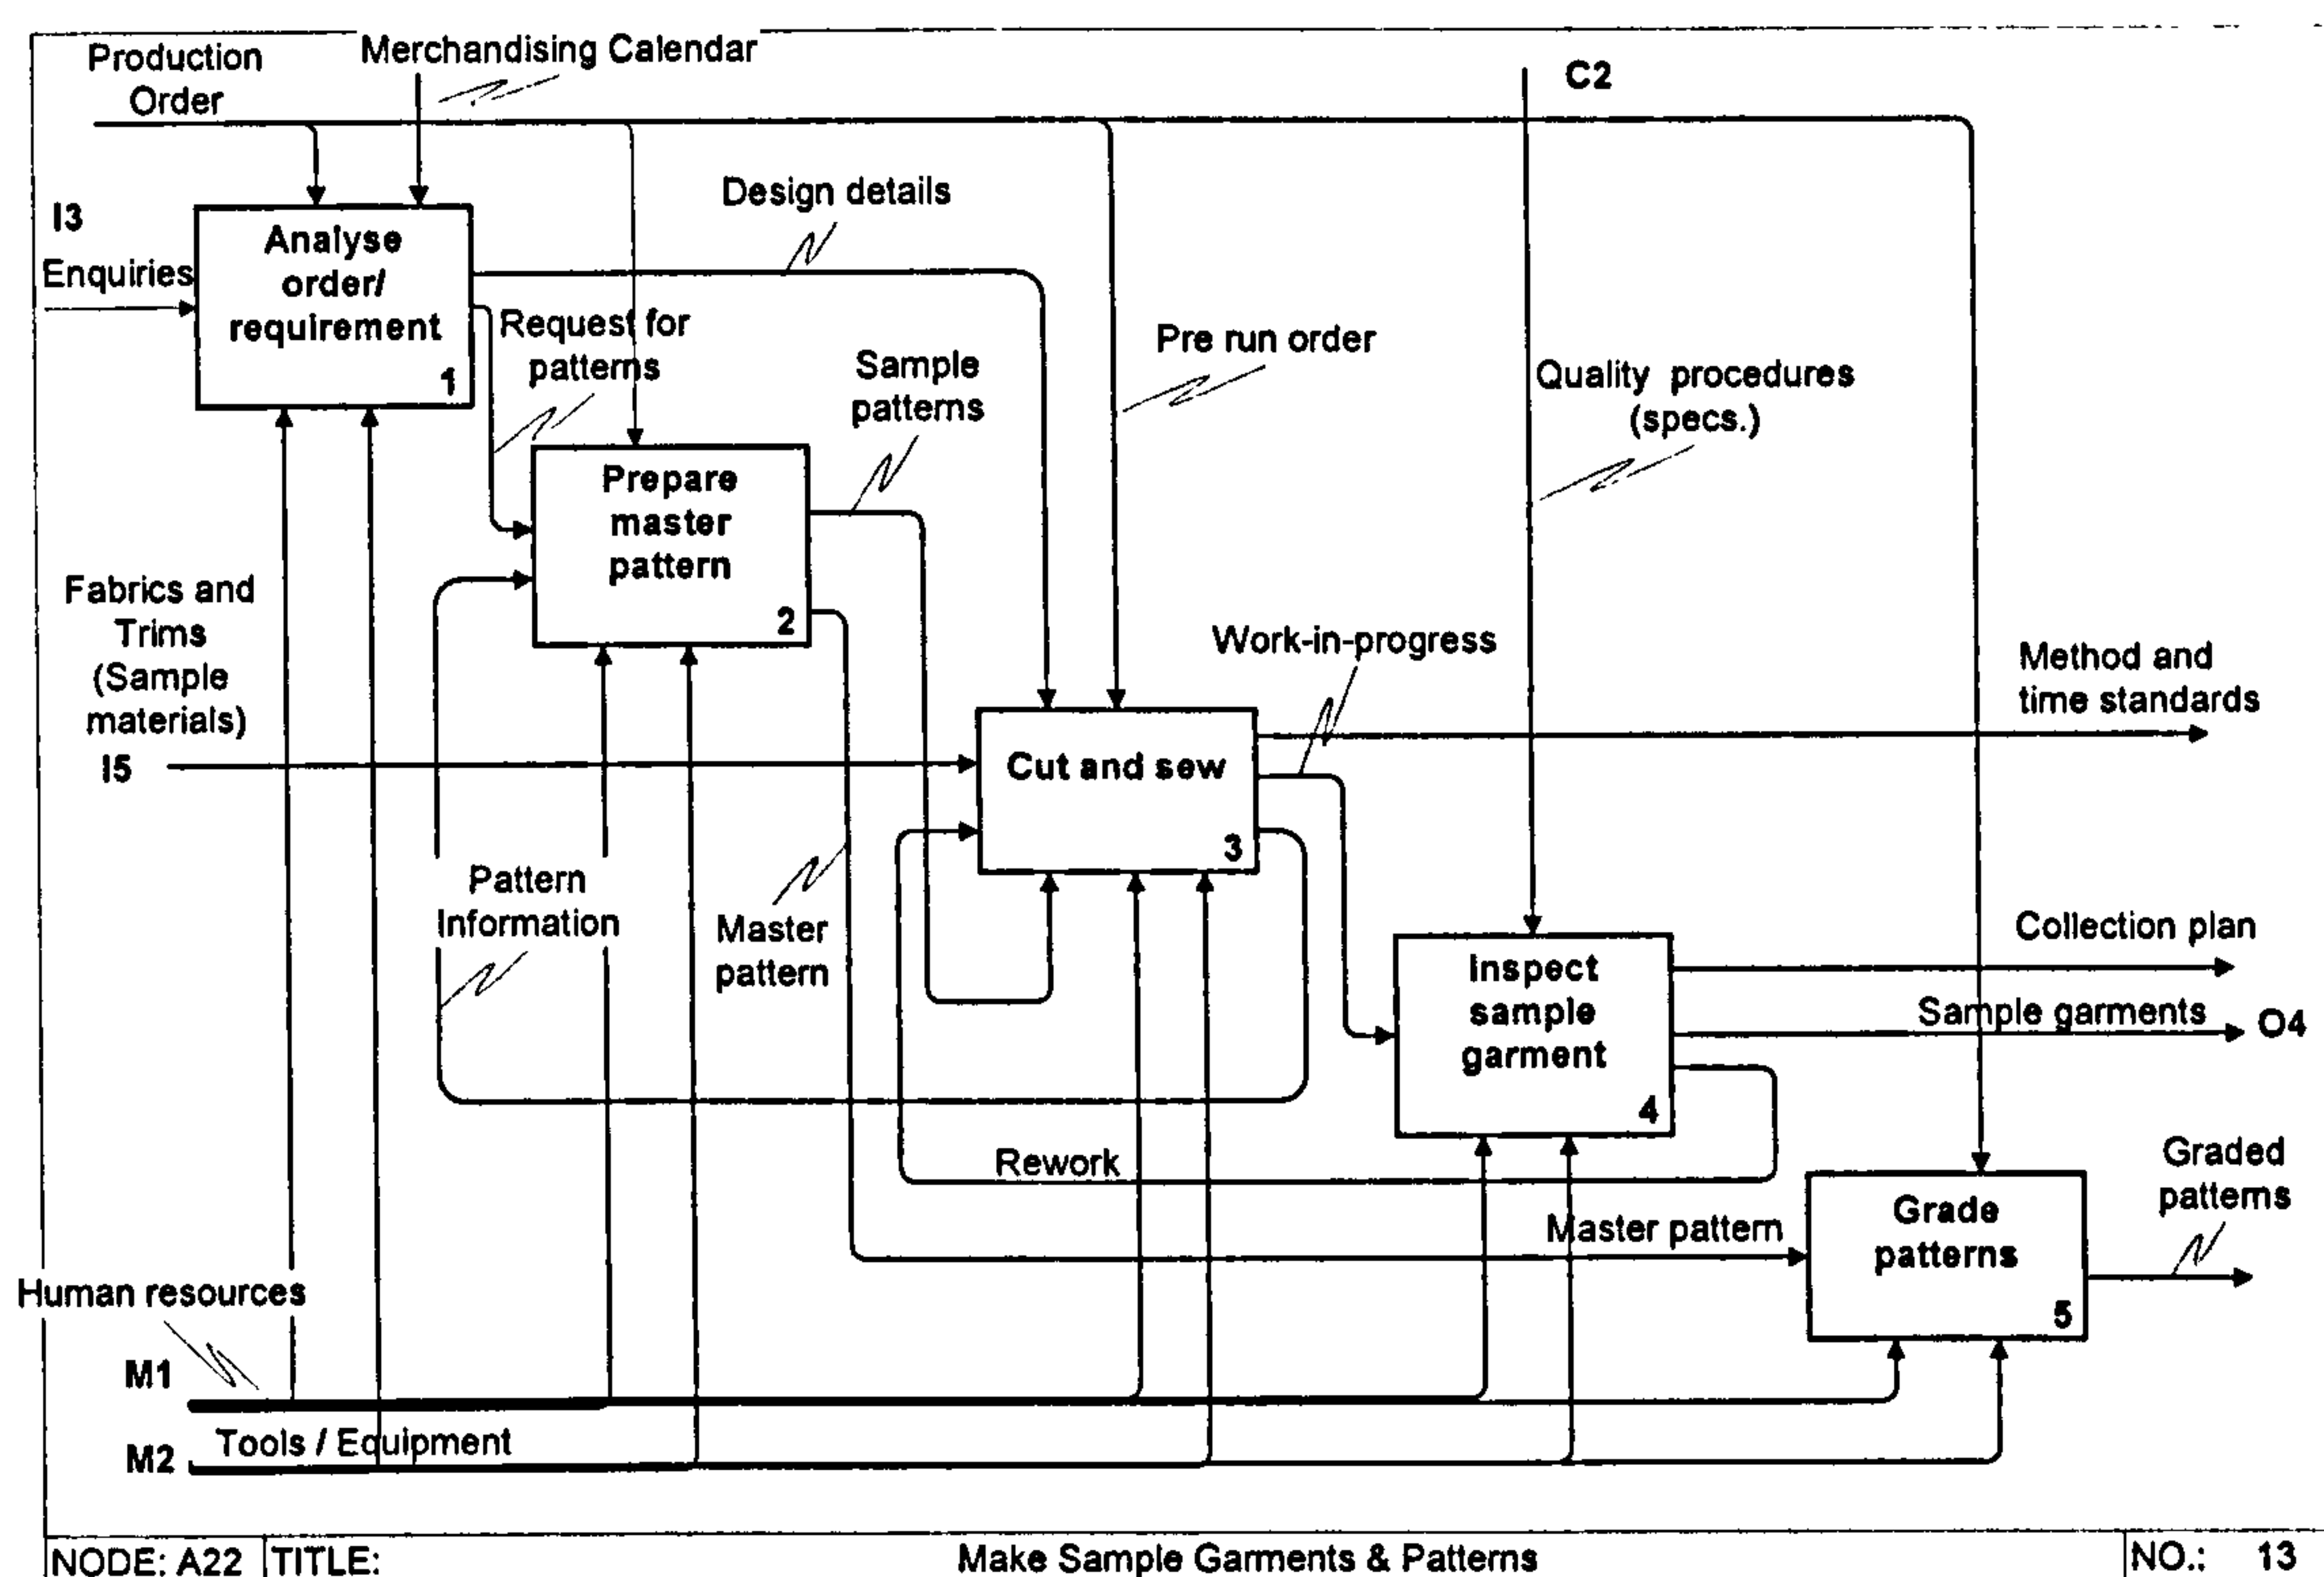 Production
Order
Merchandising Calendar
C2
I3
Enquiries
Analyse
order/
requirement
1
Design details
Request for
patterns
Sample
patterns
Pre run order
Quality procedures
(specs.)
Prepare
master
pattern
2
Fabrics and
Trims
(Sample
materials)
I5
Work-in-progress
Method and
time standards
Cut and sew
3
Pattern
Information
Master
pattern
Inspect
sample
garment
4
Collection plan
Sample garments
O4
Rework
Master pattern
Grade
patterns
5
Graded
patterns
Human resources
M1
M2
Tools / Equipment
NODE: A22
TITLE:
Make Sample Garments & Patterns
NO.: 13